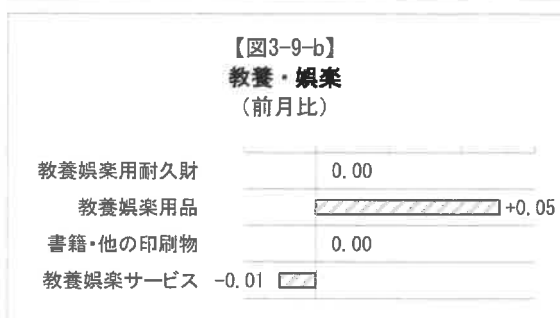 【図3-9-b】
教養・娯楽
（前月比）
教養娯楽用耐久財 0.00
教養娯楽用品 +0.05
書籍・他の印刷物 0.00
教養娯楽サービス -0.01